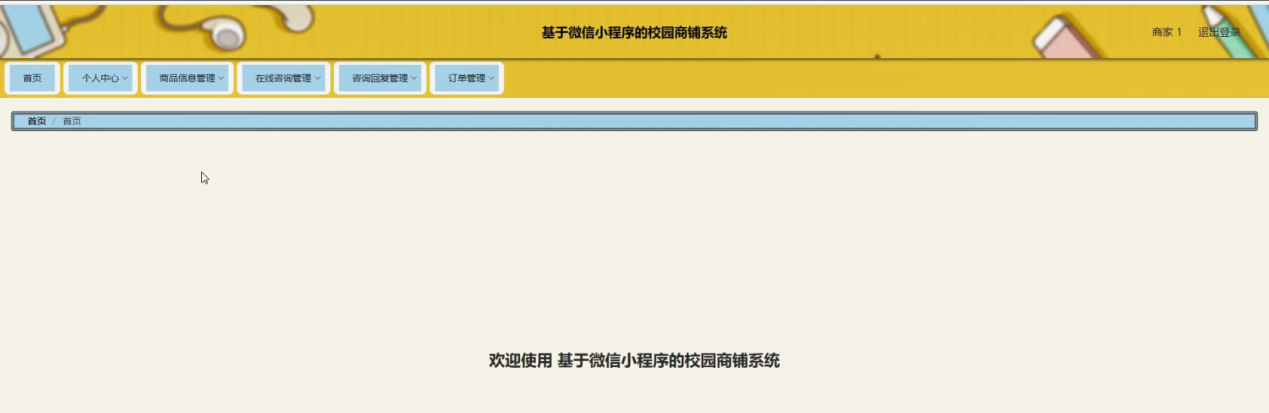 基于微信小程序的校园商铺系统
商家 1 退出登录
首页 个人中心 商品信息管理 在线咨询管理 咨询回复管理 订单管理
首页 / 首页
欢迎使用 基于微信小程序的校园商铺系统